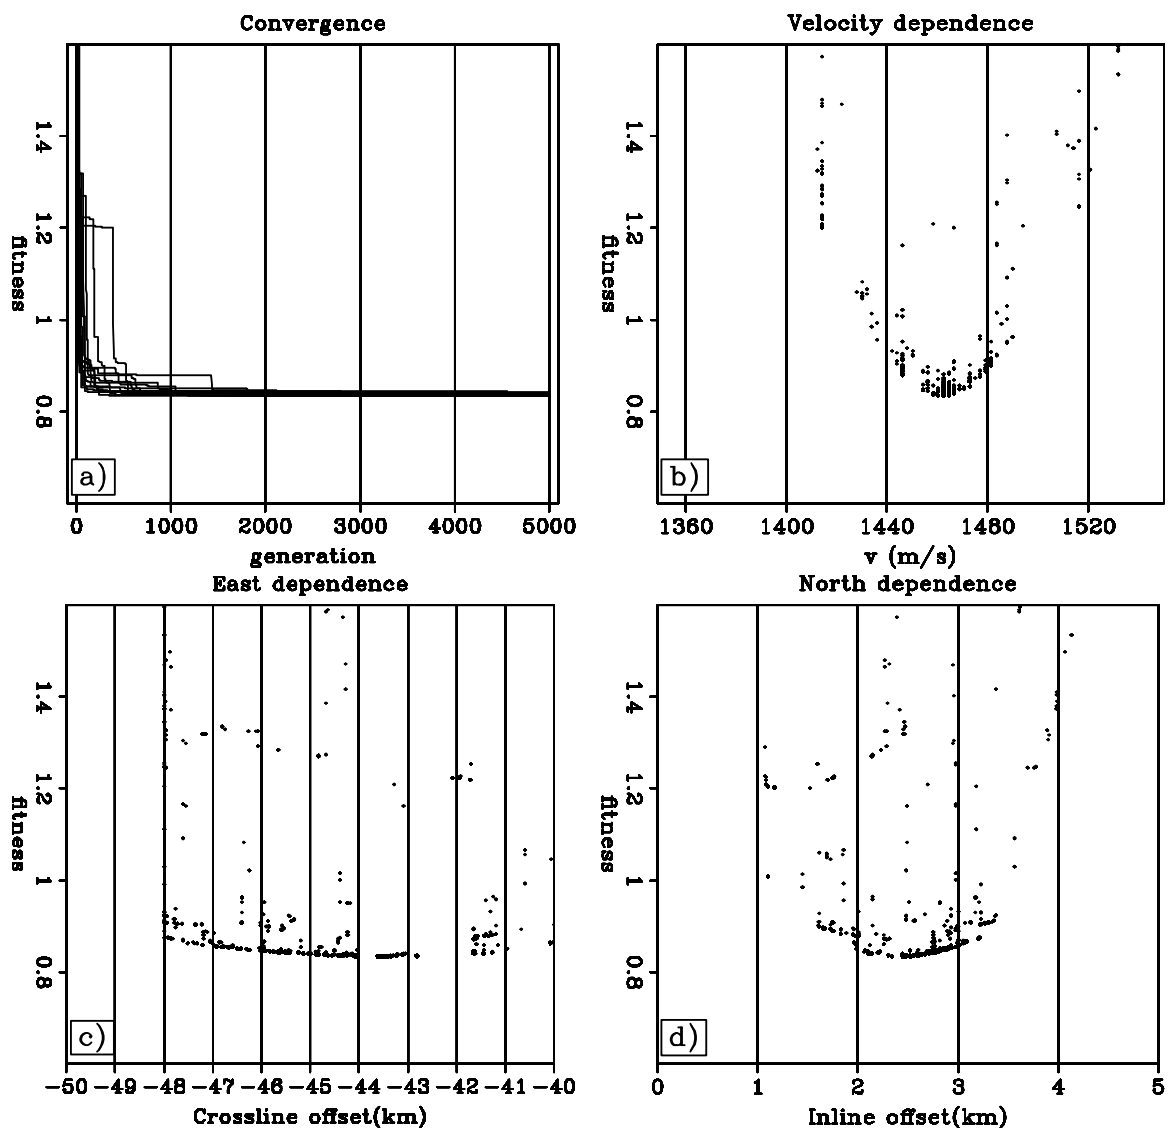 Convergence
fitness
1.4
1.2
1
0.8
a)
0 1000 2000 3000 4000 5000
generation
Velocity dependence
fitness
1.4
1.2
1
0.8
b)
1360 1400 1440 1480 1520
v (m/s)
East dependence
fitness
1.4
1.2
1
0.8
c)
−50 −49 −48 −47 −46 −45 −44 −43 −42 −41 −40
Crossline offset(km)
North dependence
fitness
1.4
1.2
1
0.8
d)
0 1 2 3 4 5
Inline offset(km)